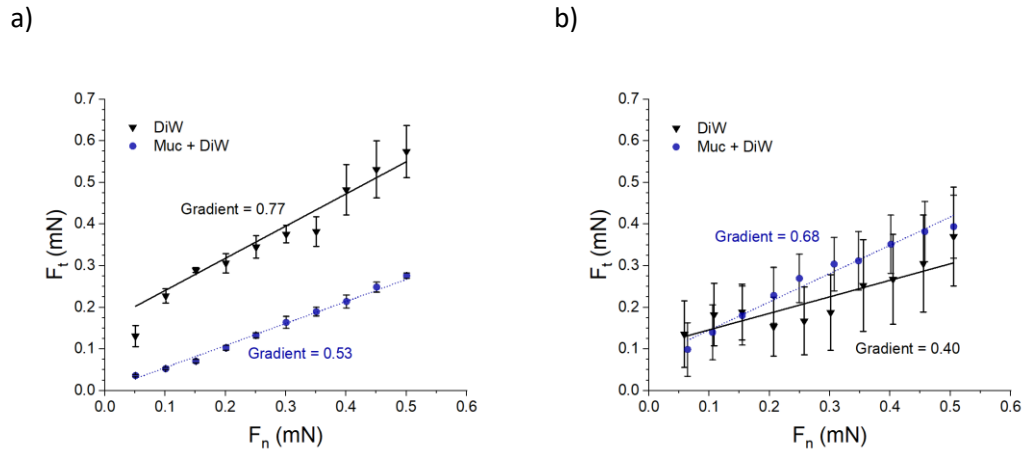 a)
b)
0.7
0.6
0.5
0.4
0.3
0.2
0.1
0.0
F_t (mN)
DiW
Muc + DiW
Gradient = 0.77
Gradient = 0.53
0.0 0.1 0.2 0.3 0.4 0.5 0.6
F_n (mN)
0.7
0.6
0.5
0.4
0.3
0.2
0.1
0.0
F_t (mN)
DiW
Muc + DiW
Gradient = 0.68
Gradient = 0.40
0.0 0.1 0.2 0.3 0.4 0.5 0.6
F_n (mN)